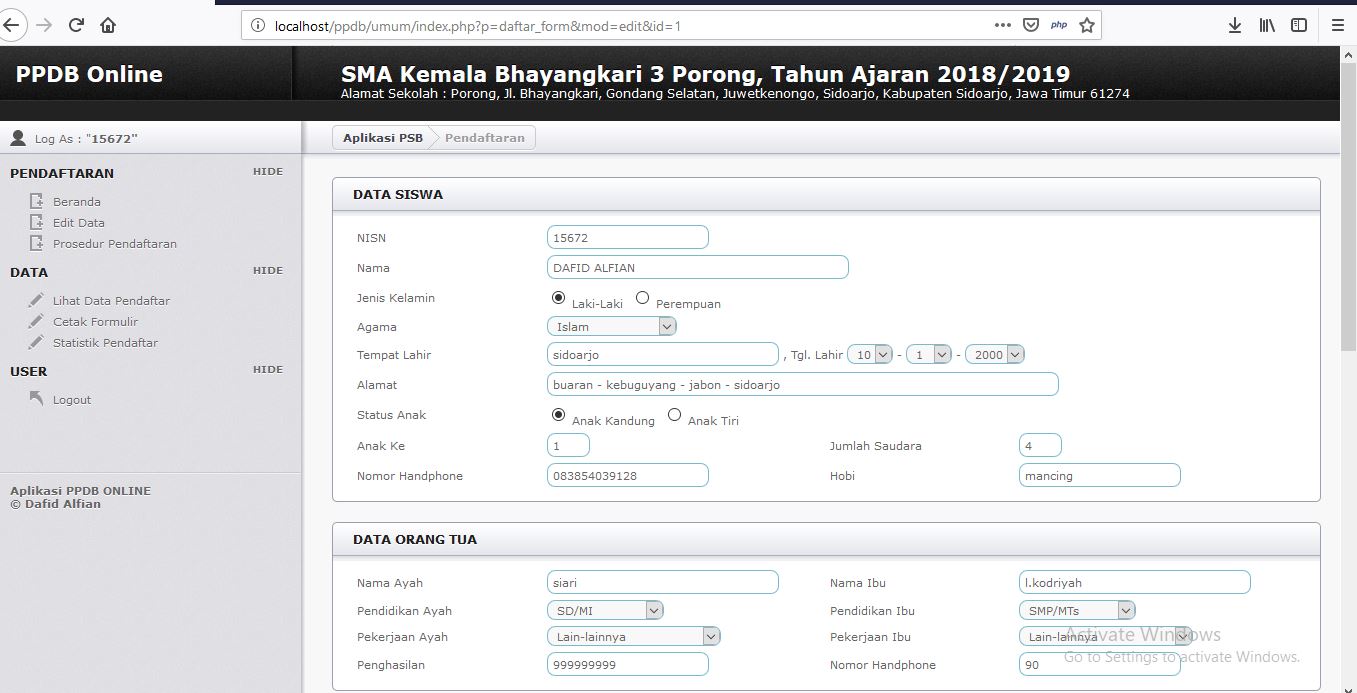 localhost/ppdb/umum/index.php?p=daftar_form&mod=edit&id=1
php
PPDB Online
SMA Kemala Bhayangkari 3 Porong, Tahun Ajaran 2018/2019
Alamat Sekolah : Porong, Jl. Bhayangkari, Gondang Selatan, Juwetkenongo, Sidoarjo, Kabupaten Sidoarjo, Jawa Timur 61274
Log As : "15672"
Aplikasi PSB Pendaftaran
PENDAFTARAN HIDE
Beranda
Edit Data
Prosedur Pendaftaran
DATA HIDE
Lihat Data Pendaftar
Cetak Formulir
Statistik Pendaftar
USER HIDE
Logout
Aplikasi PPDB ONLINE
© Dafid Alfian
DATA SISWA
NISN 15672
Nama DAFID ALFIAN
Jenis Kelamin Laki-Laki Perempuan
Agama Islam
Tempat Lahir sidoarjo , Tgl. Lahir 10 - 1 - 2000
Alamat buaran - kebuguyang - jabon - sidoarjo
Status Anak Anak Kandung Anak Tiri
Anak Ke 1 Jumlah Saudara 4
Nomor Handphone 083854039128 Hobi mancing
DATA ORANG TUA
Nama Ayah siari Nama Ibu l.kodriyah
Pendidikan Ayah SD/MI Pendidikan Ibu SMP/MTs
Pekerjaan Ayah Lain-lainnya Pekerjaan Ibu Lain-lainnya
Penghasilan 999999999 Nomor Handphone 90
Activate Windows
Go to Settings to activate Windows.